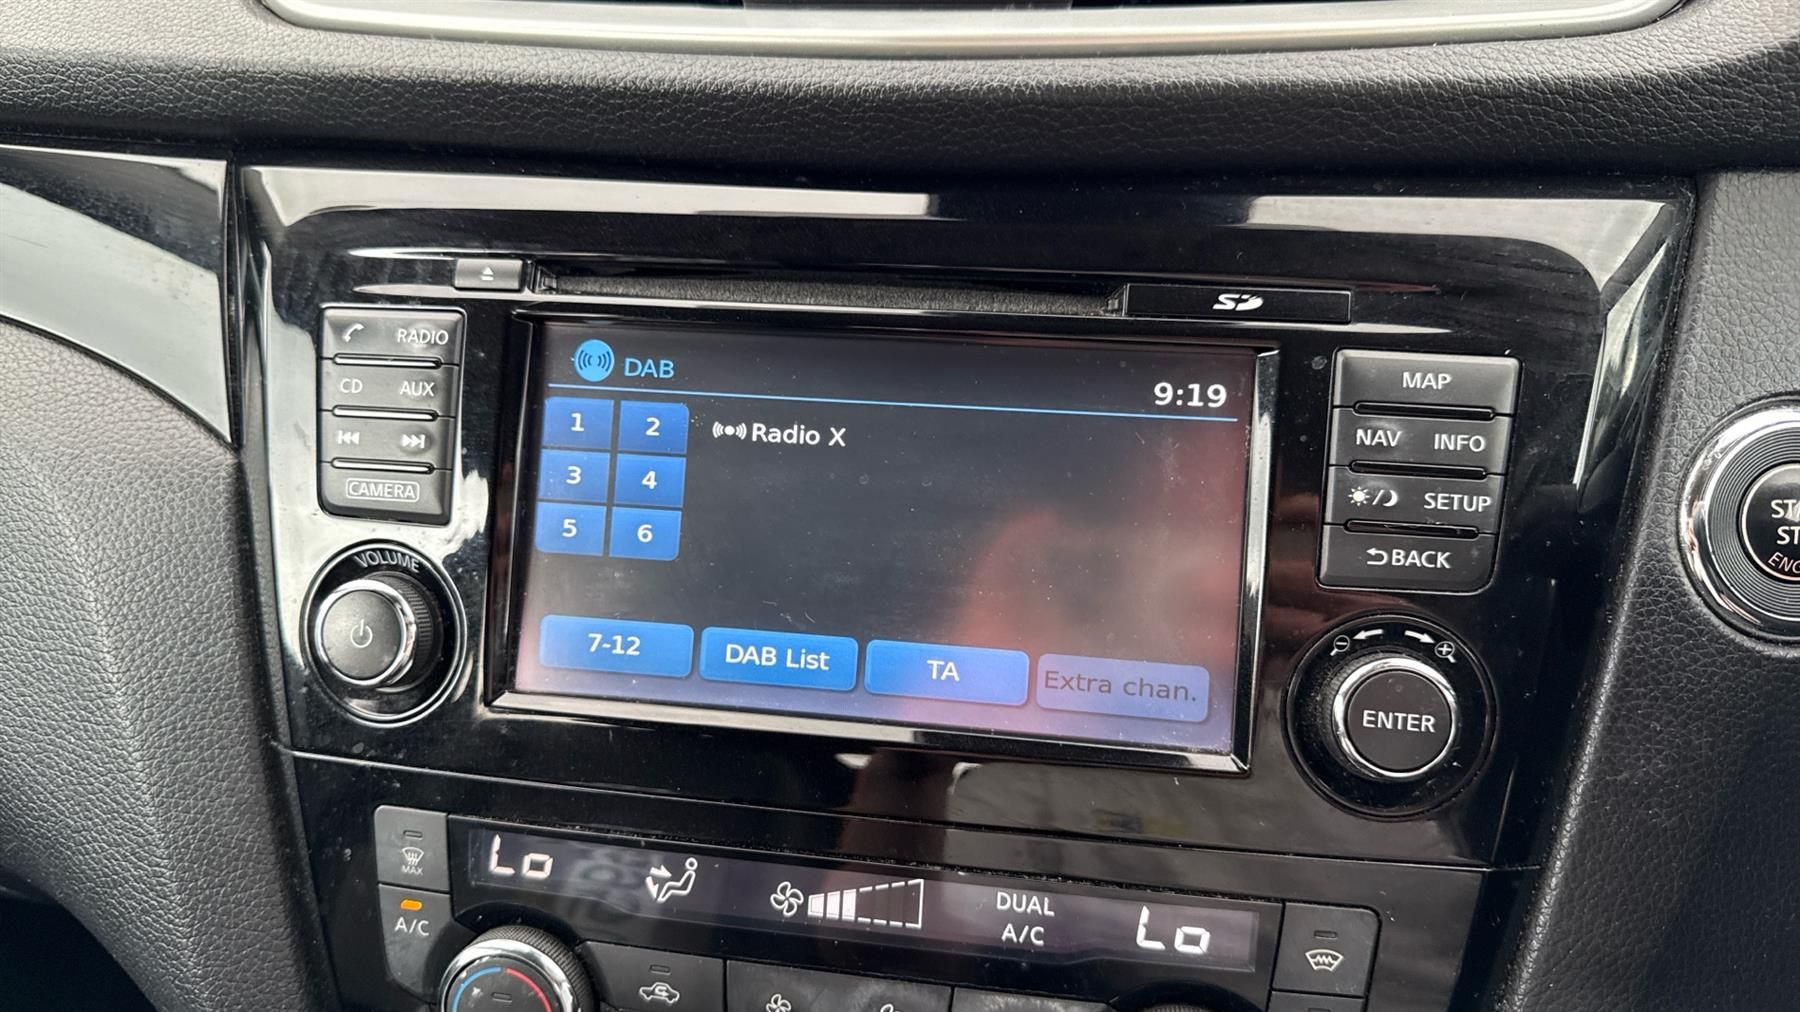 SD
RADIO
CD AUX
CAMERA
VOLUME
DAB
9:19
1 2
3 4
5 6
Radio X
7-12
DAB List
TA
Extra chan.
MAP
NAV INFO
SETUP
BACK
ENTER
MAX
A/C
Lo
DUAL
A/C
Lo